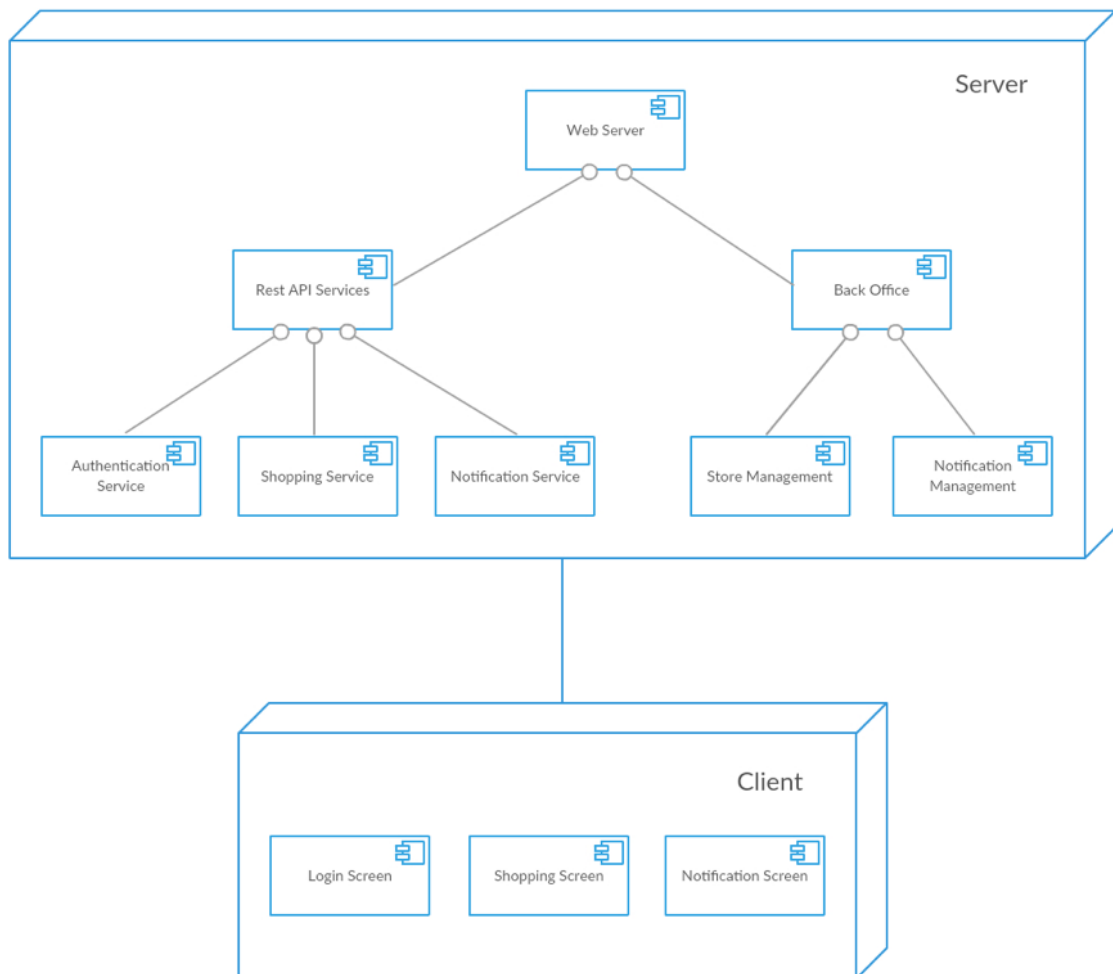 Server
Web Server
Rest API Services
Back Office
Authentication
Service
Shopping Service
Notification Service
Store Management
Notification
Management
Client
Login Screen
Shopping Screen
Notification Screen